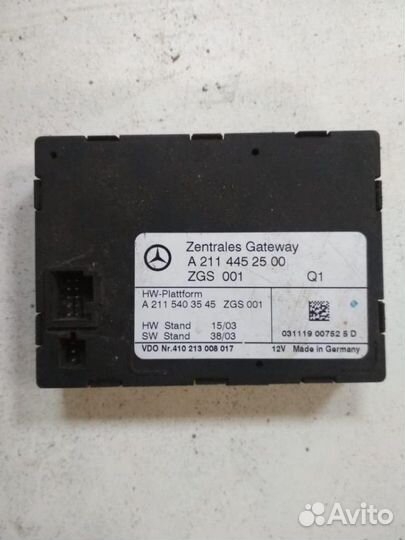 Zentrales Gateway
A 211 445 25 00
ZGS 001 Q1
HW-Plattform
A 211 540 35 45 ZGS 001
HW Stand 15/03
SW Stand 38/03
031119 00752 5 D
VDO Nr.410 213 008 017 12V Made in Germany
Avito